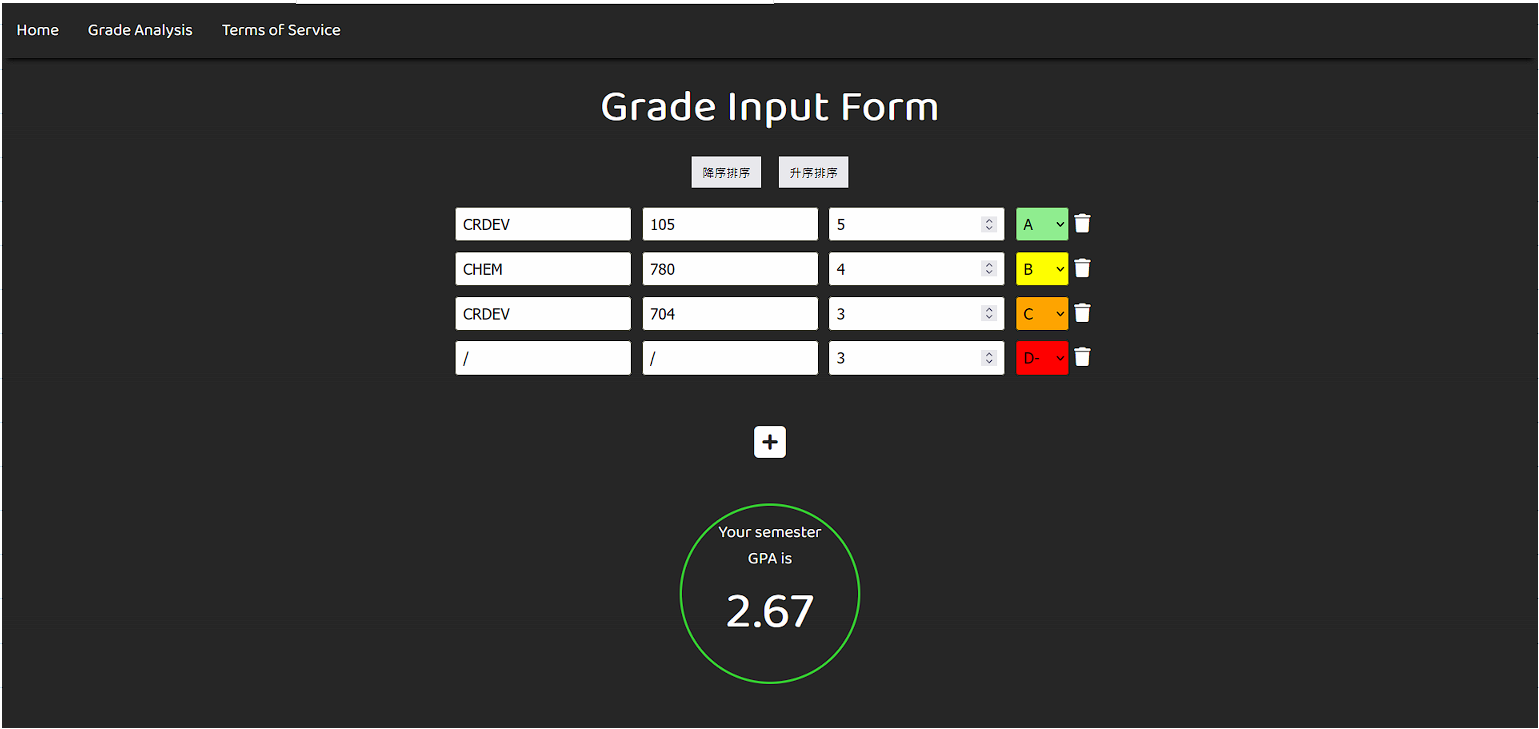 Home Grade Analysis Terms of Service
Grade Input Form
降序排序 升序排序
CRDEV 105 5 A
CHEM 780 4 B
CRDEV 704 3 C
/ / 3 D-
Your semester
GPA is
2.67